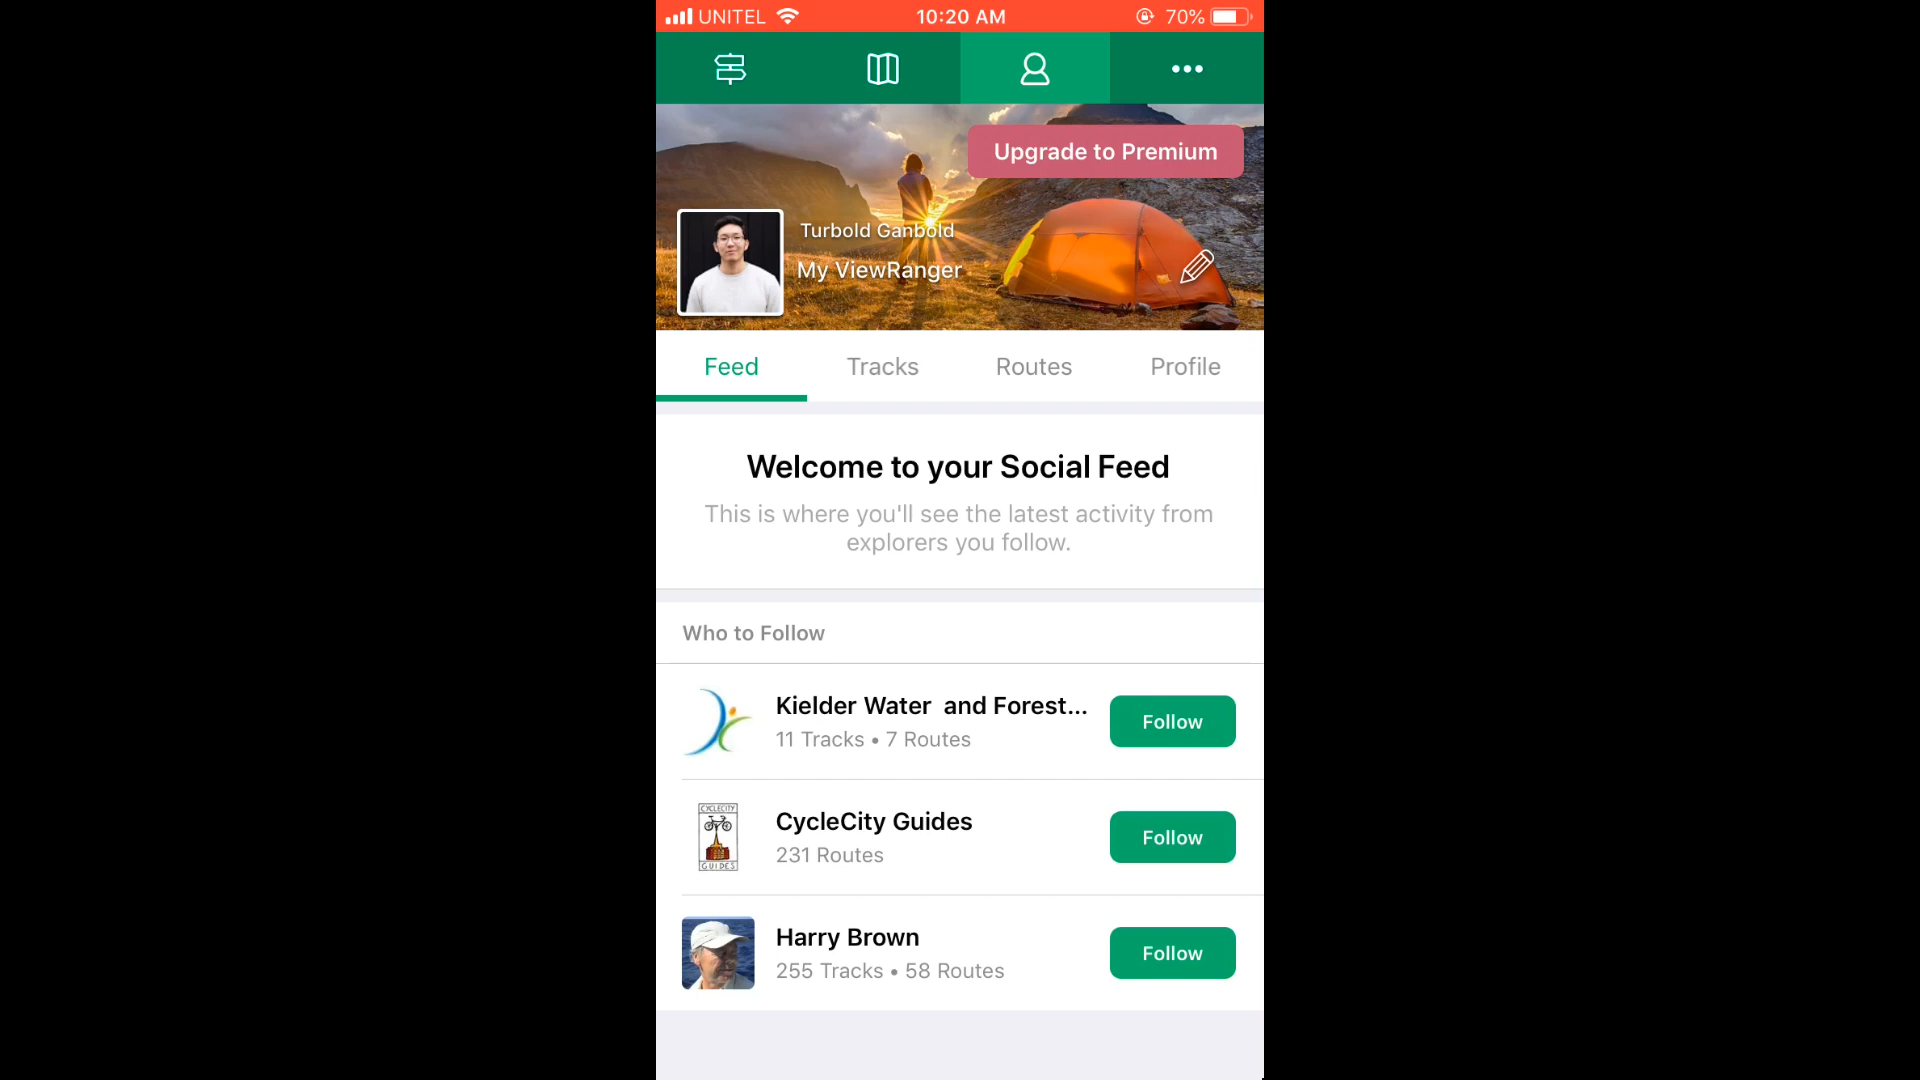 UNITEL
10:20 AM
70%
Upgrade to Premium
Turbold Ganbold
My ViewRanger
Feed
Tracks
Routes
Profile
Welcome to your Social Feed
This is where you'll see the latest activity from
explorers you follow.
Who to Follow
Kielder Water and Forest...
11 Tracks • 7 Routes
Follow
CYCLECITY
GUIDES
CycleCity Guides
231 Routes
Follow
Harry Brown
255 Tracks • 58 Routes
Follow